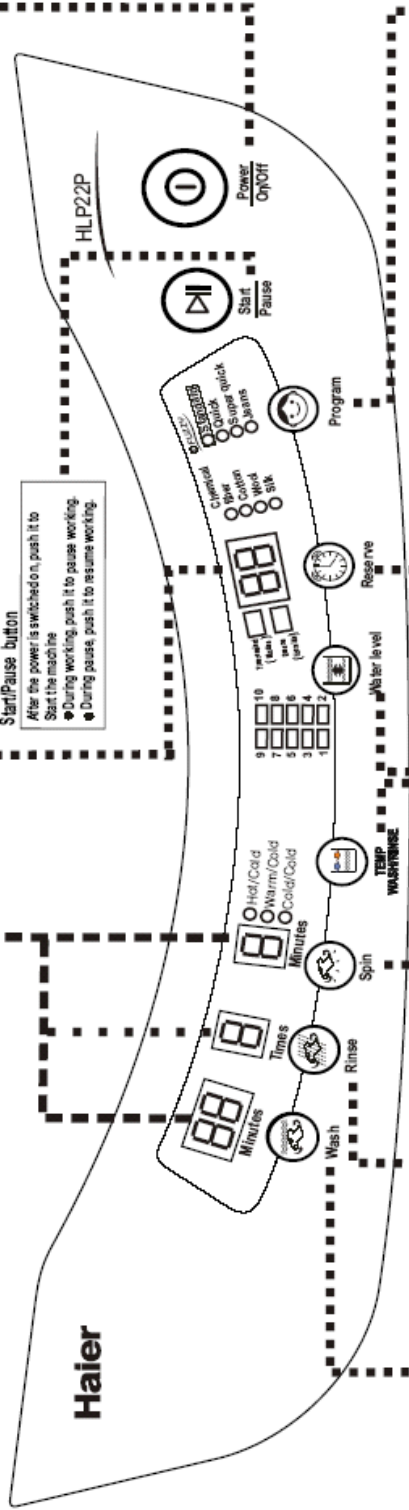 Start/Pause button
After the power is switched on, push it to
Start the machine
During working, push it to pause working.
During pause, push it to resume working.
Haier
HLP22P
Minutes
Wash
Times
Rinse
Minutes
Spin
Hot/Cold
Warm/Cold
Cold/Cold
TEMP
WASH/RINSE
9 10
7 8
5 6
3 4
1 2
Water level
Reserve
Chemical
fiber
Cotton
Wool
Silk
Quick
Super quick
Jeans
Program
Start
Pause
Power
On/Off